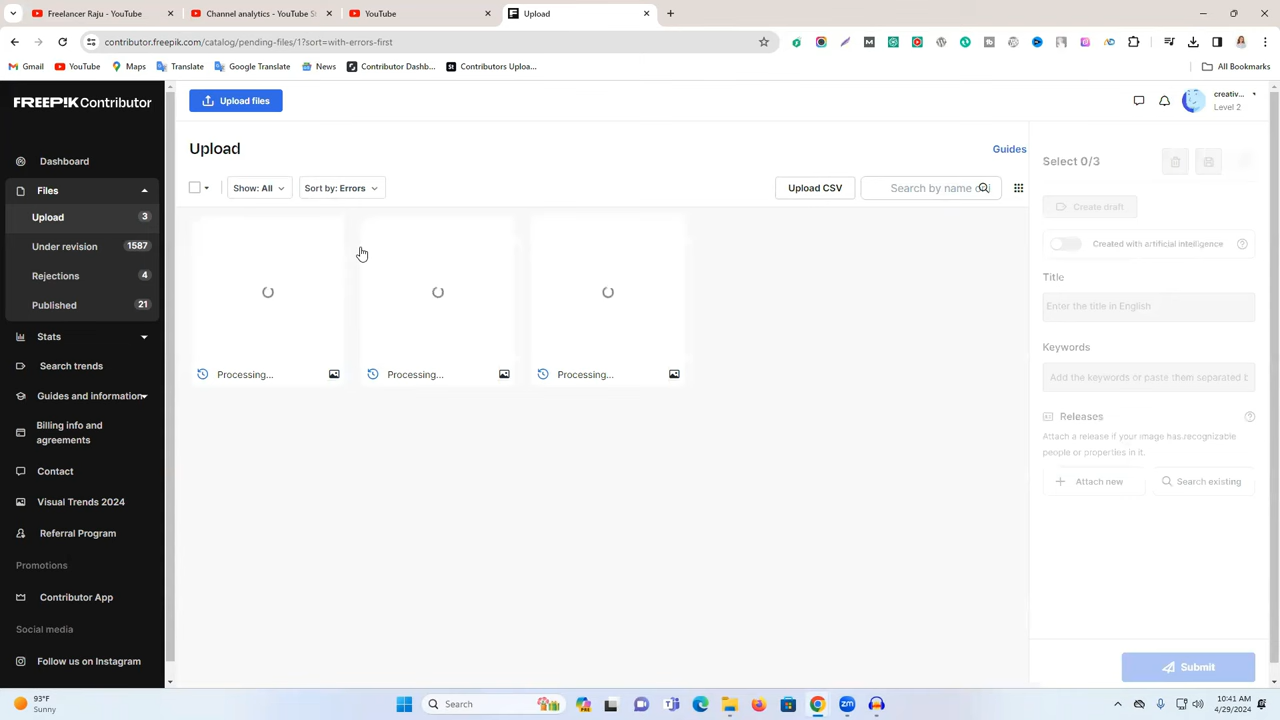 Freelancer Raju - YouTube
Channel analytics - YouTube St
YouTube
Upload
contributor.freepik.com/catalog/pending-files/1?sort=with-errors-first
Gmail
YouTube
Maps
Translate
Google Translate
News
Contributor Dashb...
Contributors Uploa...
All Bookmarks
FREEPIK Contributor
Upload files
creativ...
Level 2
Dashboard
Files
Upload
3
Under revision
1587
Rejections
4
Published
21
Stats
Search trends
Guides and information
Billing info and
agreements
Contact
Visual Trends 2024
Referral Program
Promotions
Contributor App
Social media
Follow us on Instagram
Upload
Guides
Show: All
Sort by: Errors
Upload CSV
Search by name o
Processing...
Processing...
Processing...
Select 0/3
Create draft
Created with artificial intelligence
Title
Enter the title in English
Keywords
Add the keywords or paste them separated b
Releases
Attach a release if your image has recognizable
people or properties in it.
Attach new
Search existing
Submit
93°F
Sunny
Search
10:41 AM
4/29/2024